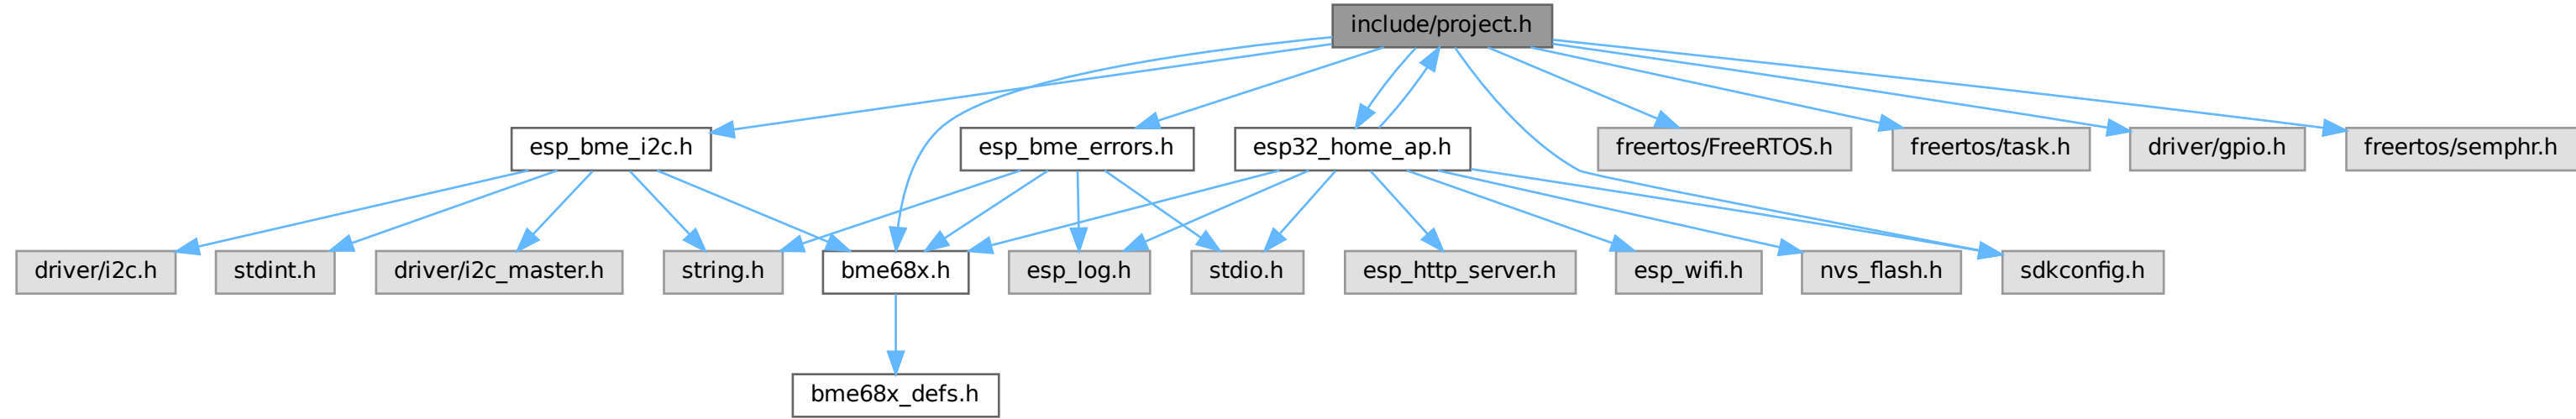 include/project.h
esp_bme_i2c.h
esp_bme_errors.h
esp32_home_ap.h
freertos/FreeRTOS.h
freertos/task.h
driver/gpio.h
freertos/semphr.h
driver/i2c.h
stdint.h
driver/i2c_master.h
string.h
bme68x.h
esp_log.h
stdio.h
esp_http_server.h
esp_wifi.h
nvs_flash.h
sdkconfig.h
bme68x_defs.h